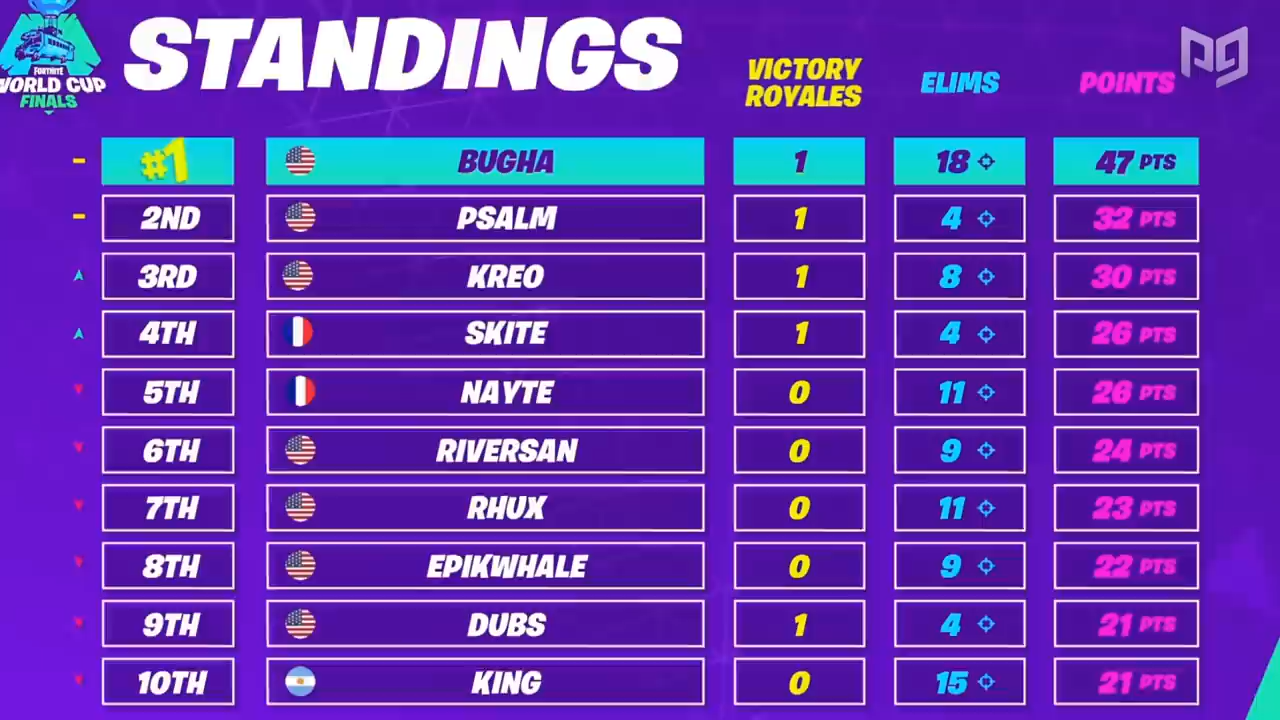 FORTNITE
WORLD CUP
FINALS
STANDINGS
VICTORY
ROYALES
ELIMS
POINTS
#1 BUGHA 1 18 47 PTS
2ND PSALM 1 4 32 PTS
3RD KREO 1 8 30 PTS
4TH SKITE 1 4 26 PTS
5TH NAYTE 0 11 26 PTS
6TH RIVERSAN 0 9 24 PTS
7TH RHUX 0 11 23 PTS
8TH EPIKWHALE 0 9 22 PTS
9TH DUBS 1 4 21 PTS
10TH KING 0 15 21 PTS